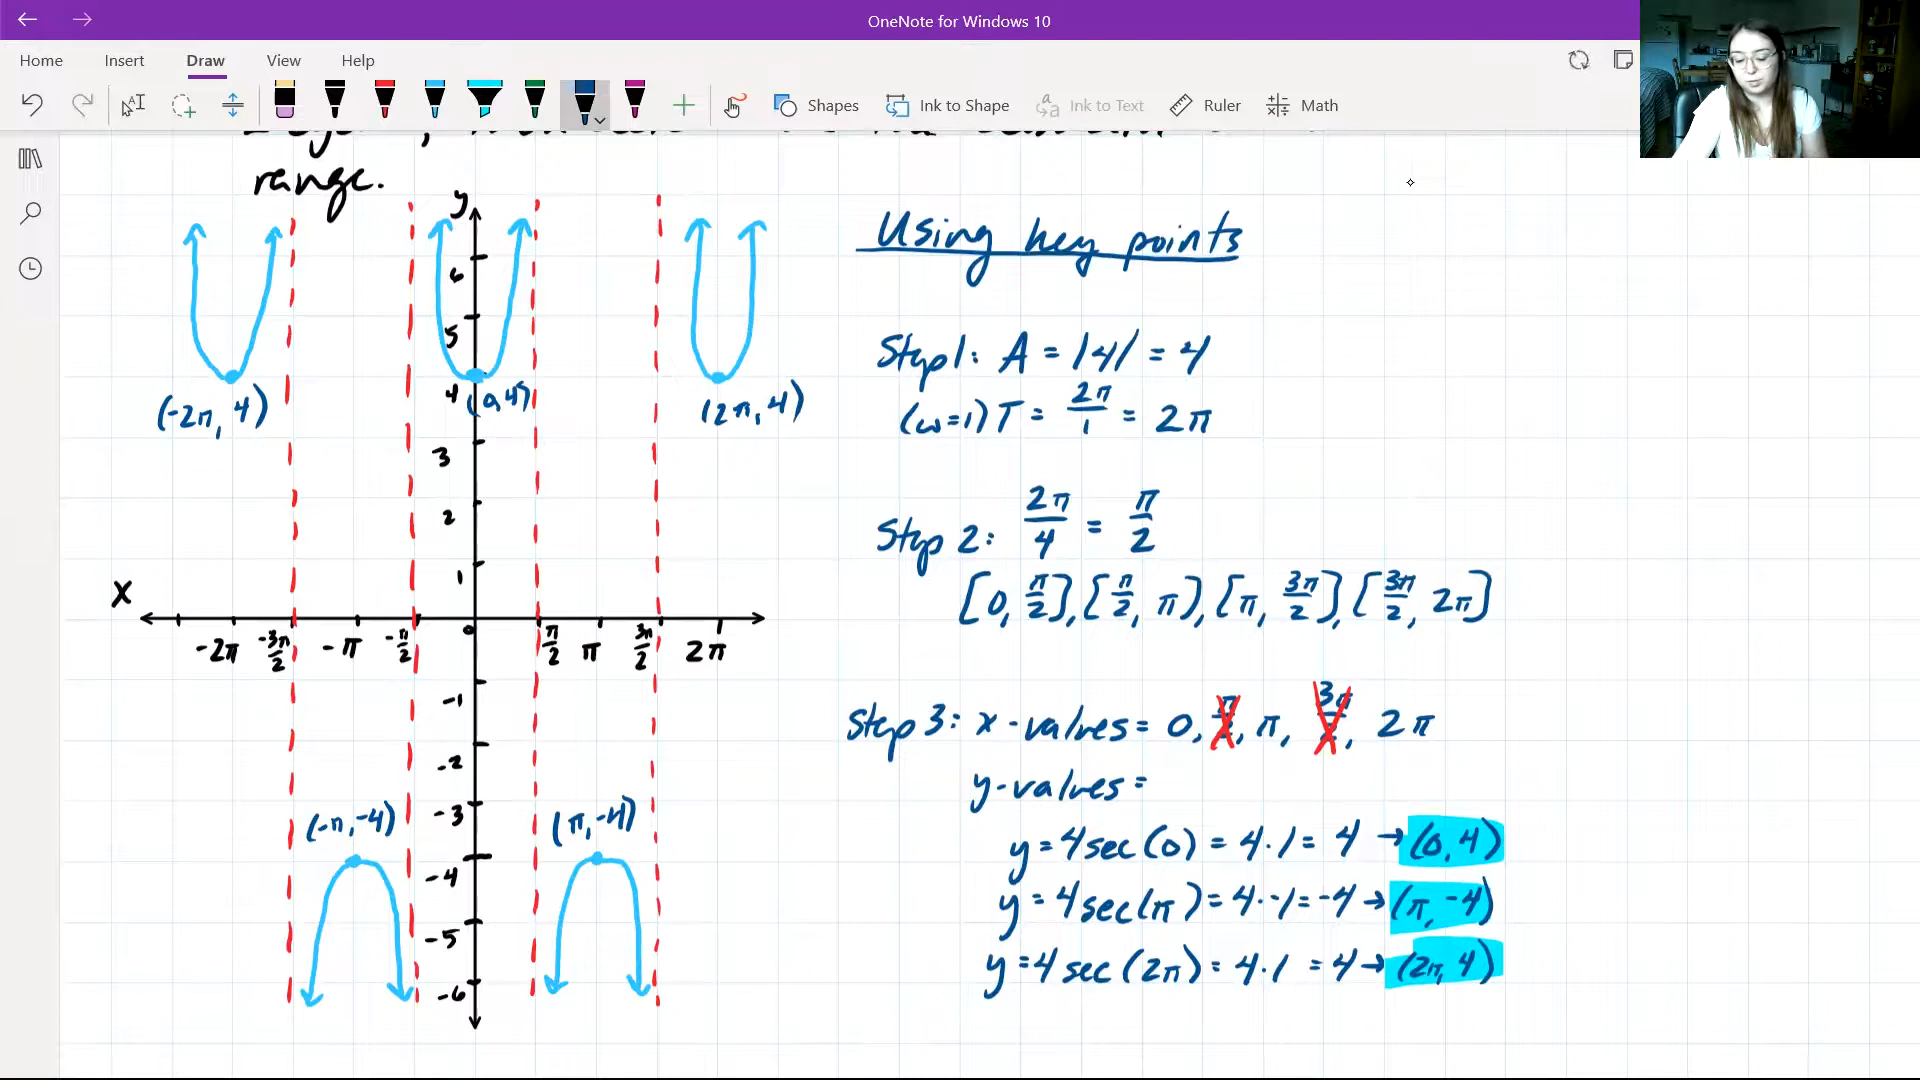 OneNote for Windows 10
Home Insert Draw View Help
Shapes Ink to Shape Ink to Text Ruler Math
range.
Using key points
y
6
5
4
3
2
1
X
-2π -3π/2 -π -π/2 0 π/2 π 3π/2 2π
-1
-2
-3
-4
-5
-6
(-2π, 4) (0,4) (2π, 4)
(-π, -4) (π, -4)
Step 1: A = |4| = 4
(ω=1) T = 2π/1 = 2π
Step 2: 2π/4 = π/2
[0, π/2], [π/2, π), [π, 3π/2], [3π/2, 2π]
Step 3: x-values = 0, π/2, π, 3π/2, 2π
y-values =
y = 4sec(0) = 4·1 = 4 → (0, 4)
y = 4sec(π) = 4·-1 = -4 → (π, -4)
y = 4sec(2π) = 4·1 = 4 → (2π, 4)